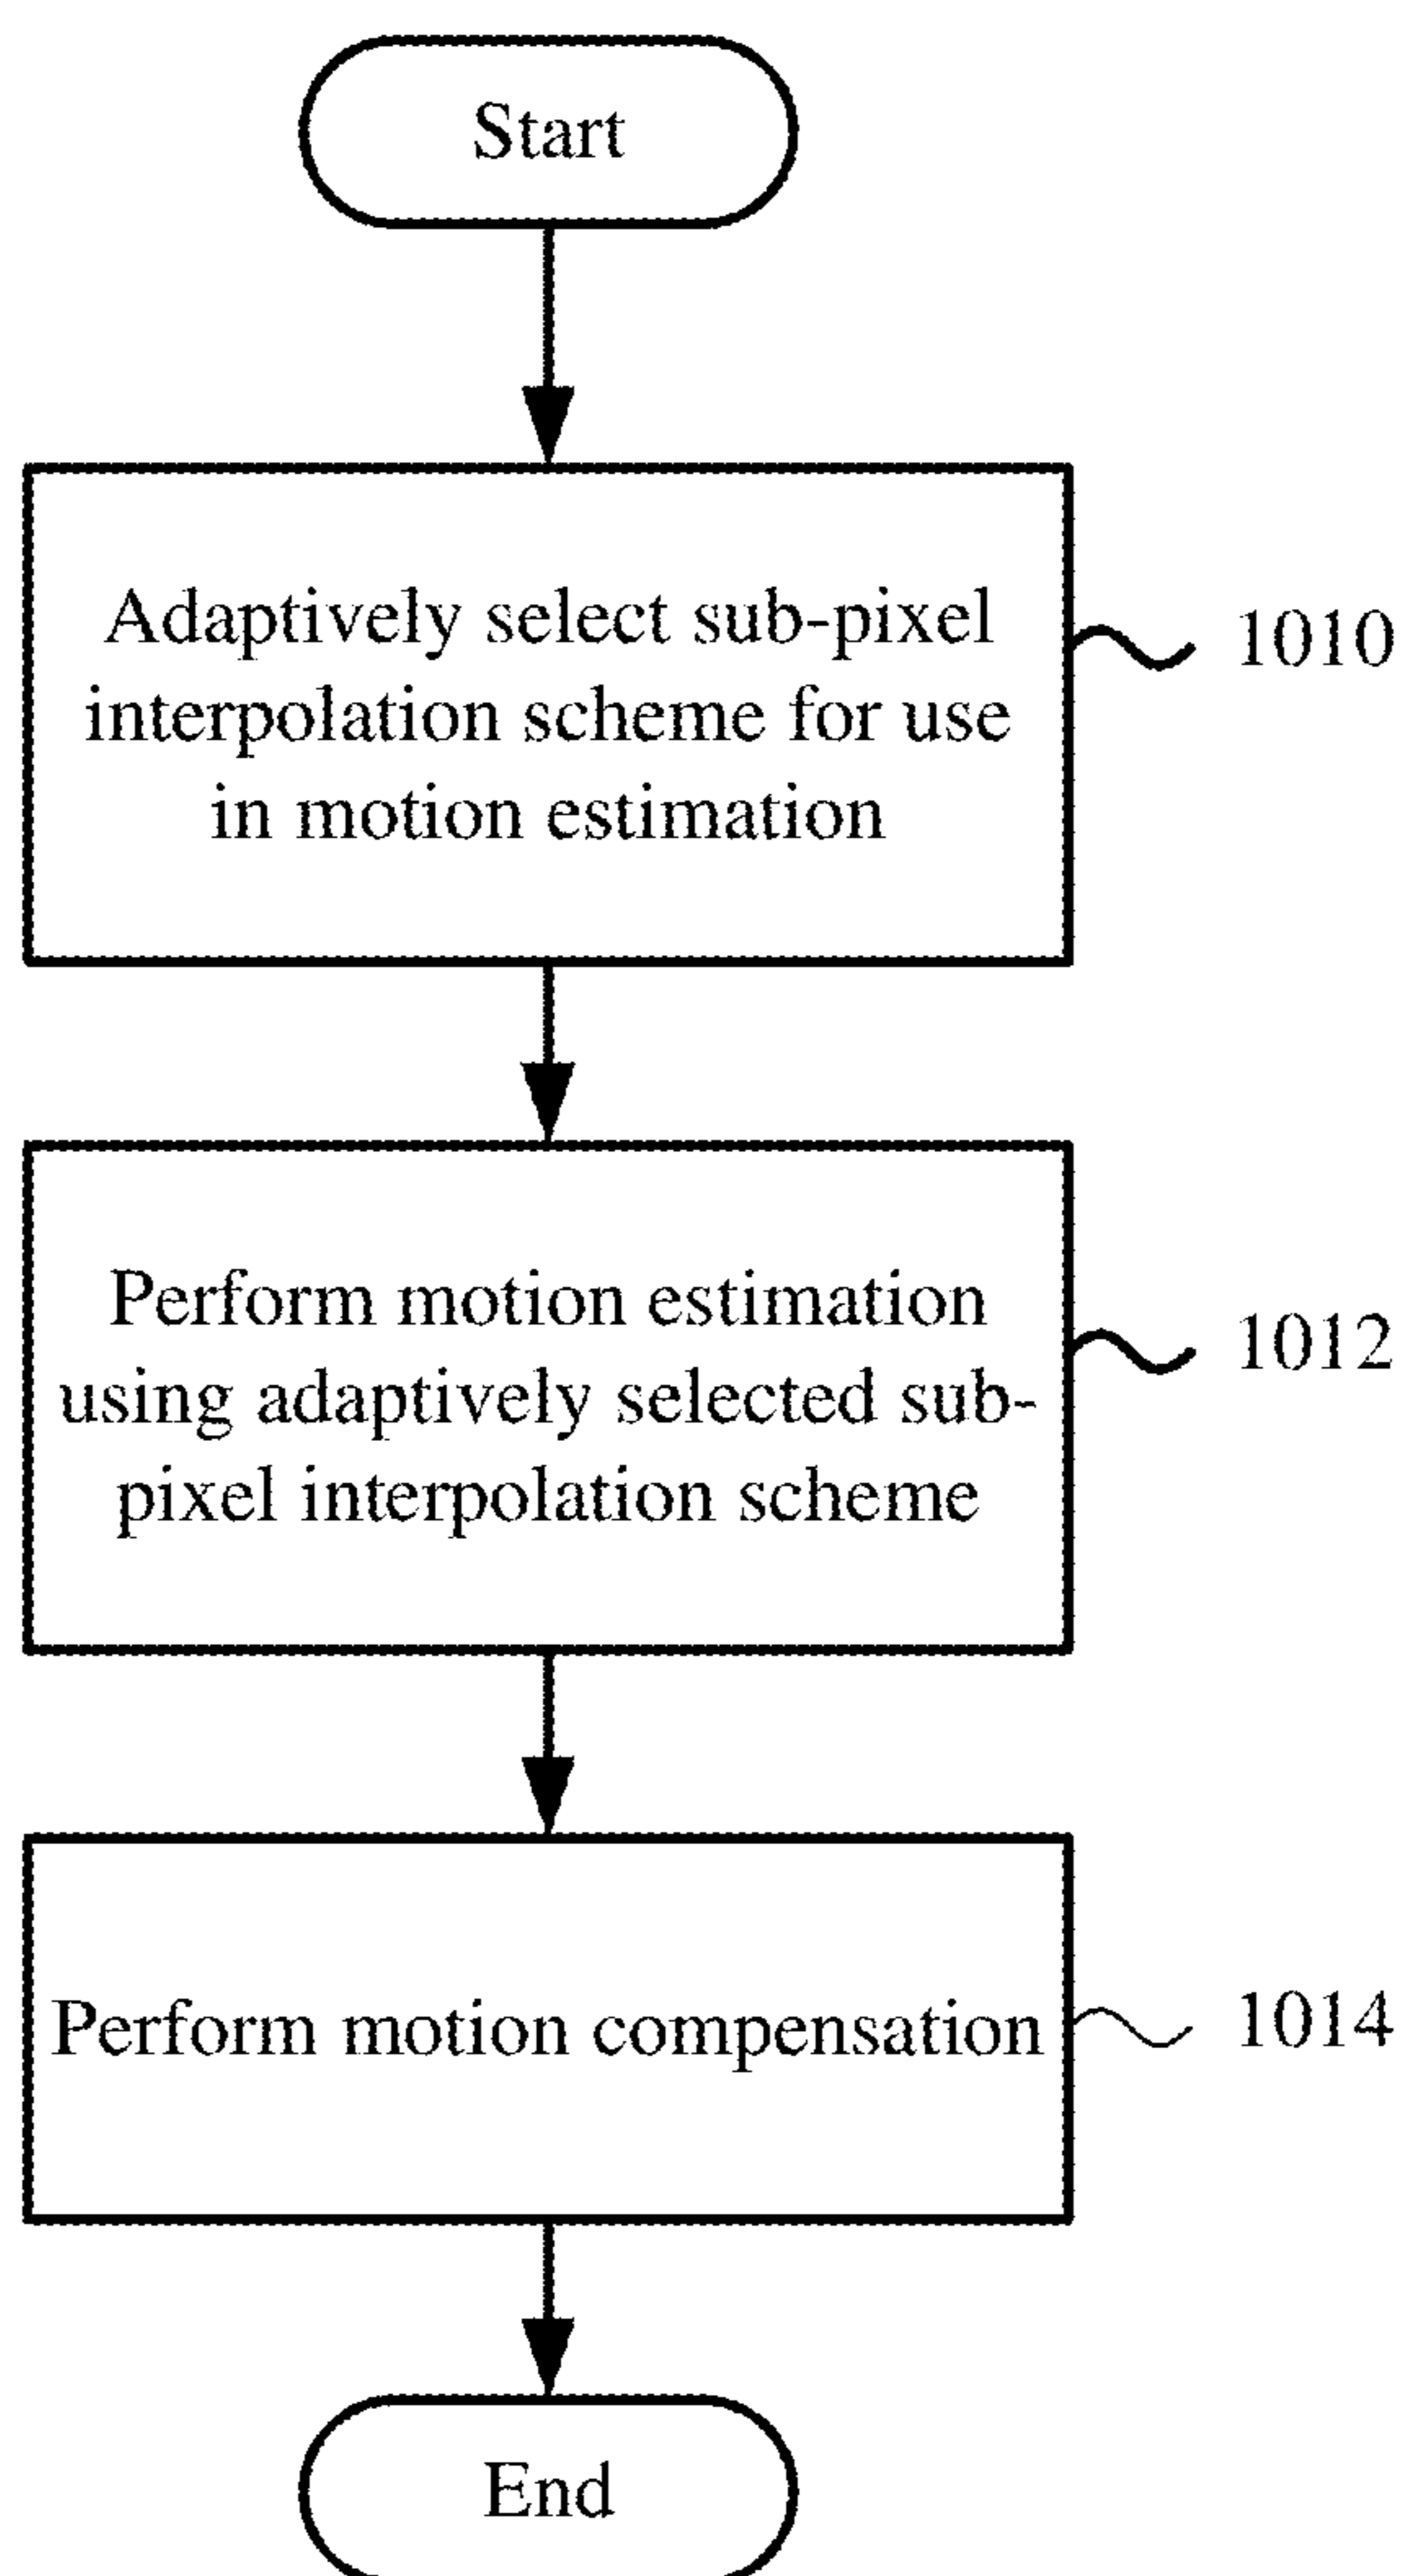 Start
Adaptively select sub-pixel
interpolation scheme for use
in motion estimation
1010
Perform motion estimation
using adaptively selected sub-
pixel interpolation scheme
1012
Perform motion compensation
1014
End